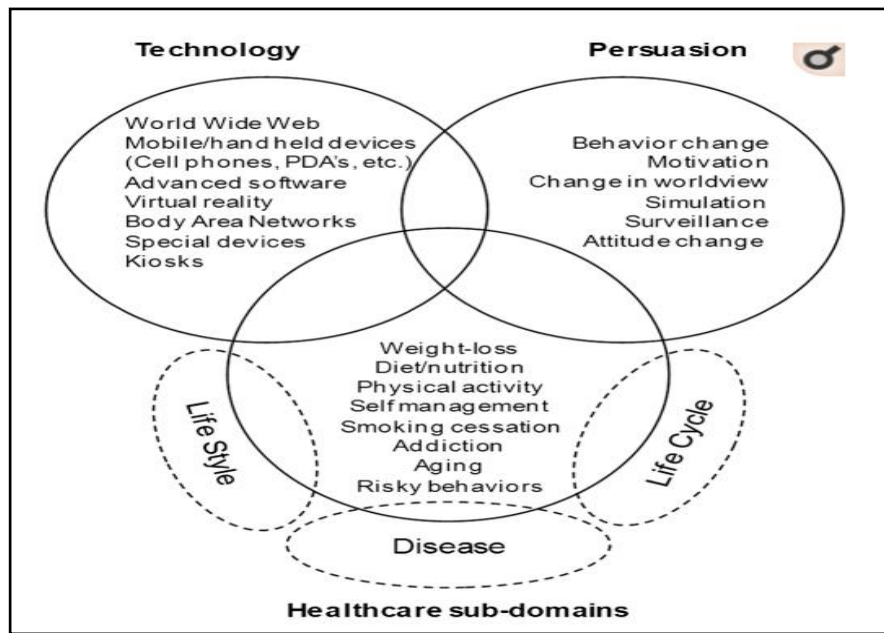 Technology
Persuasion
World Wide Web
Mobile/hand held devices
(Cell phones, PDA's, etc.)
Advanced software
Virtual reality
Body Area Networks
Special devices
Kiosks
Behavior change
Motivation
Change in worldview
Simulation
Surveillance
Attitude change
Weight-loss
Diet/nutrition
Physical activity
Self management
Smoking cessation
Addiction
Aging
Risky behaviors
Life Style
Life Cycle
Disease
Healthcare sub-domains